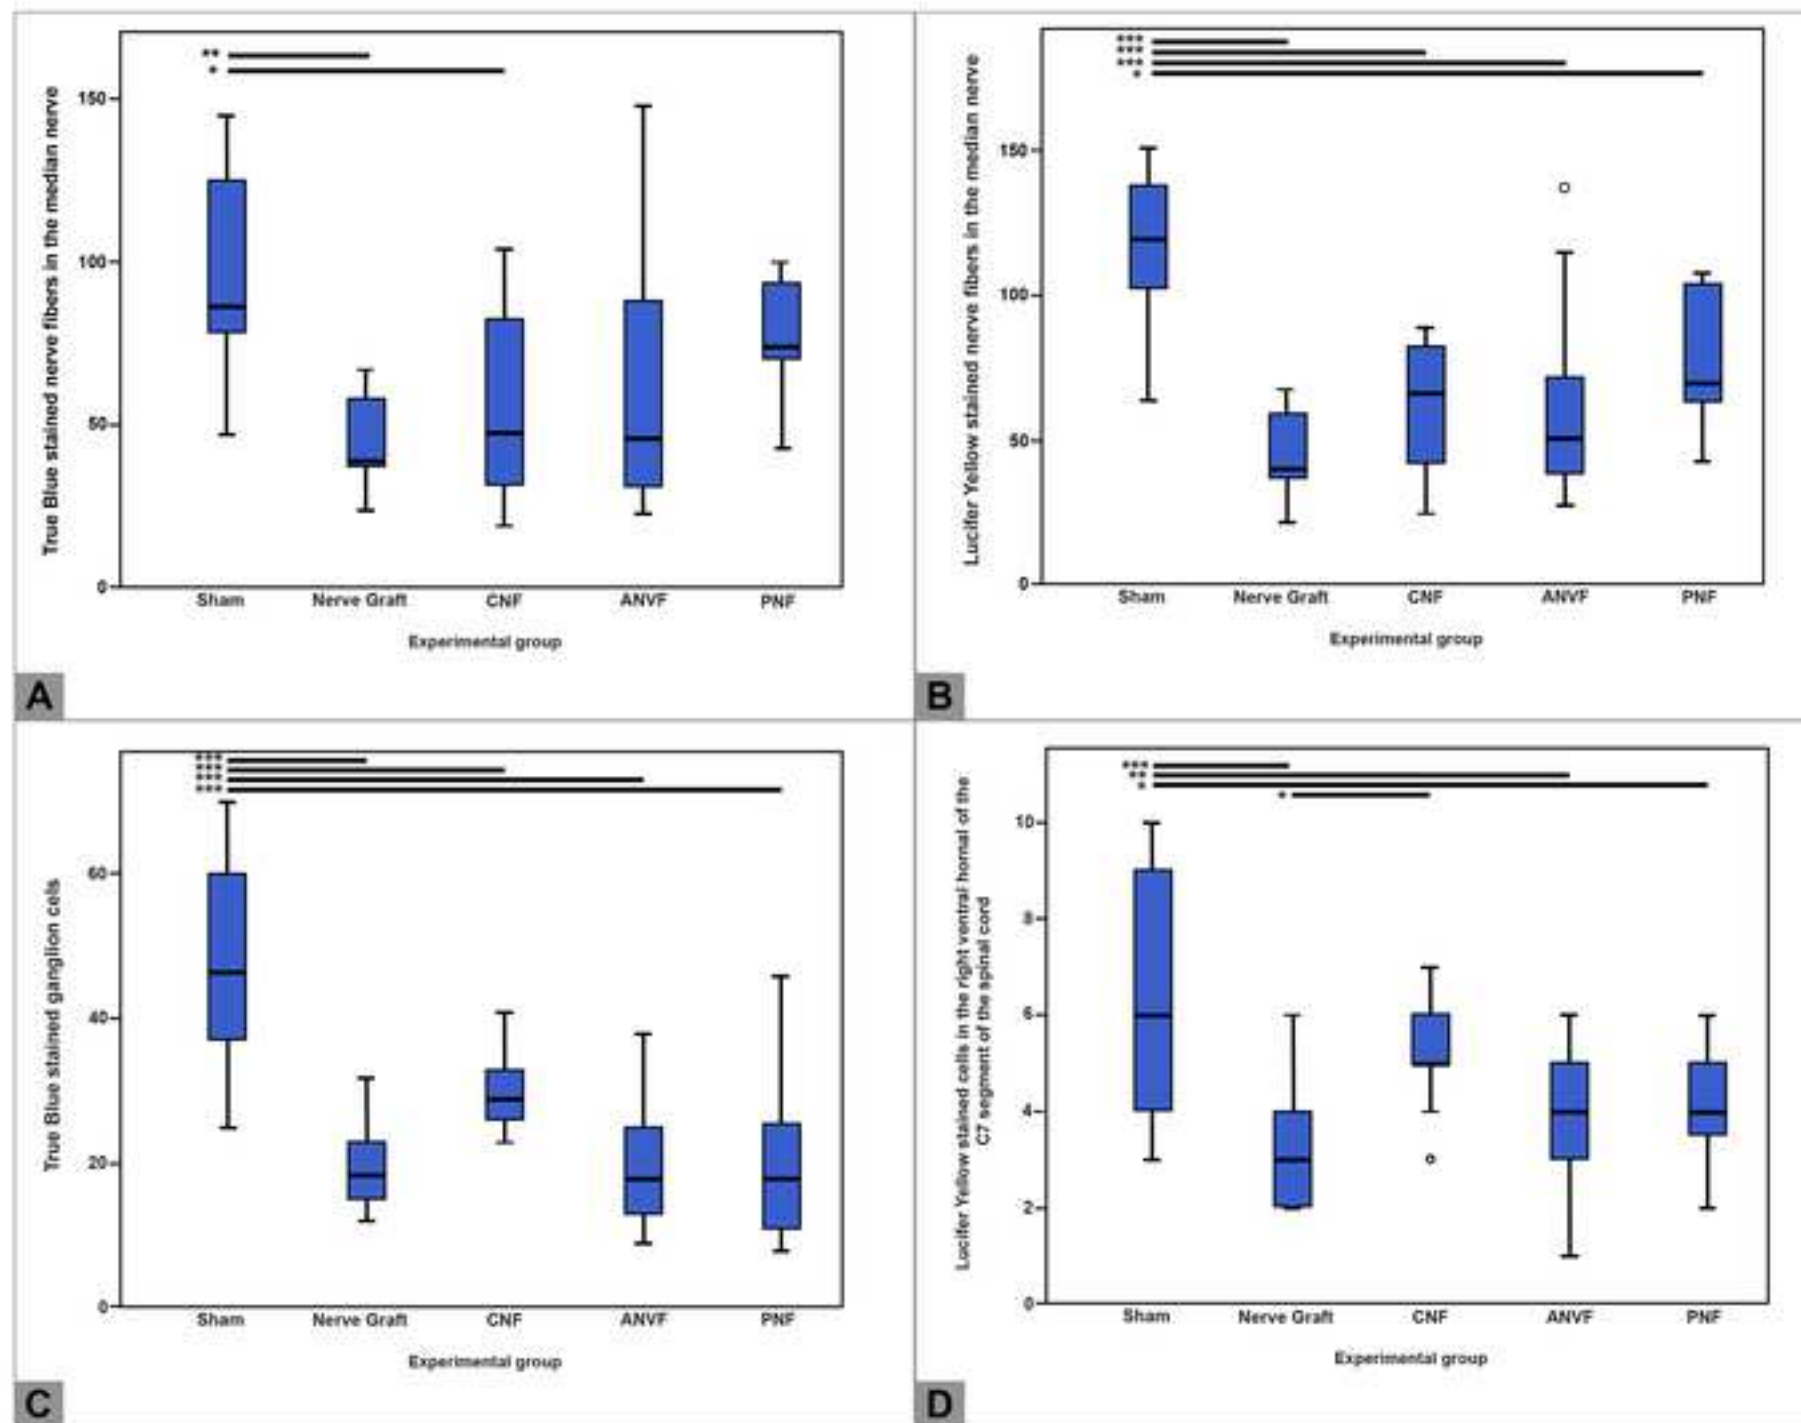 **
*
True Blue stained nerve fibers in the median nerve
150
100
50
0
Sham Nerve Graft CNF ANVF PNF
Experimental group
A
***
***
***
*
Lucifer Yellow stained nerve fibers in the median nerve
150
100
50
0
Sham Nerve Graft CNF ANVF PNF
Experimental group
B
***
***
***
***
True Blue stained ganglion cels
60
40
20
0
Sham Nerve Graft CNF ANVF PNF
Experimental group
C
***
**
*
*
Lucifer Yellow stained cells in the right ventral hornal of the
C7 segment of the spinal cord
10
8
6
4
2
0
Sham Nerve Graft CNF ANVF PNF
Experimental group
D